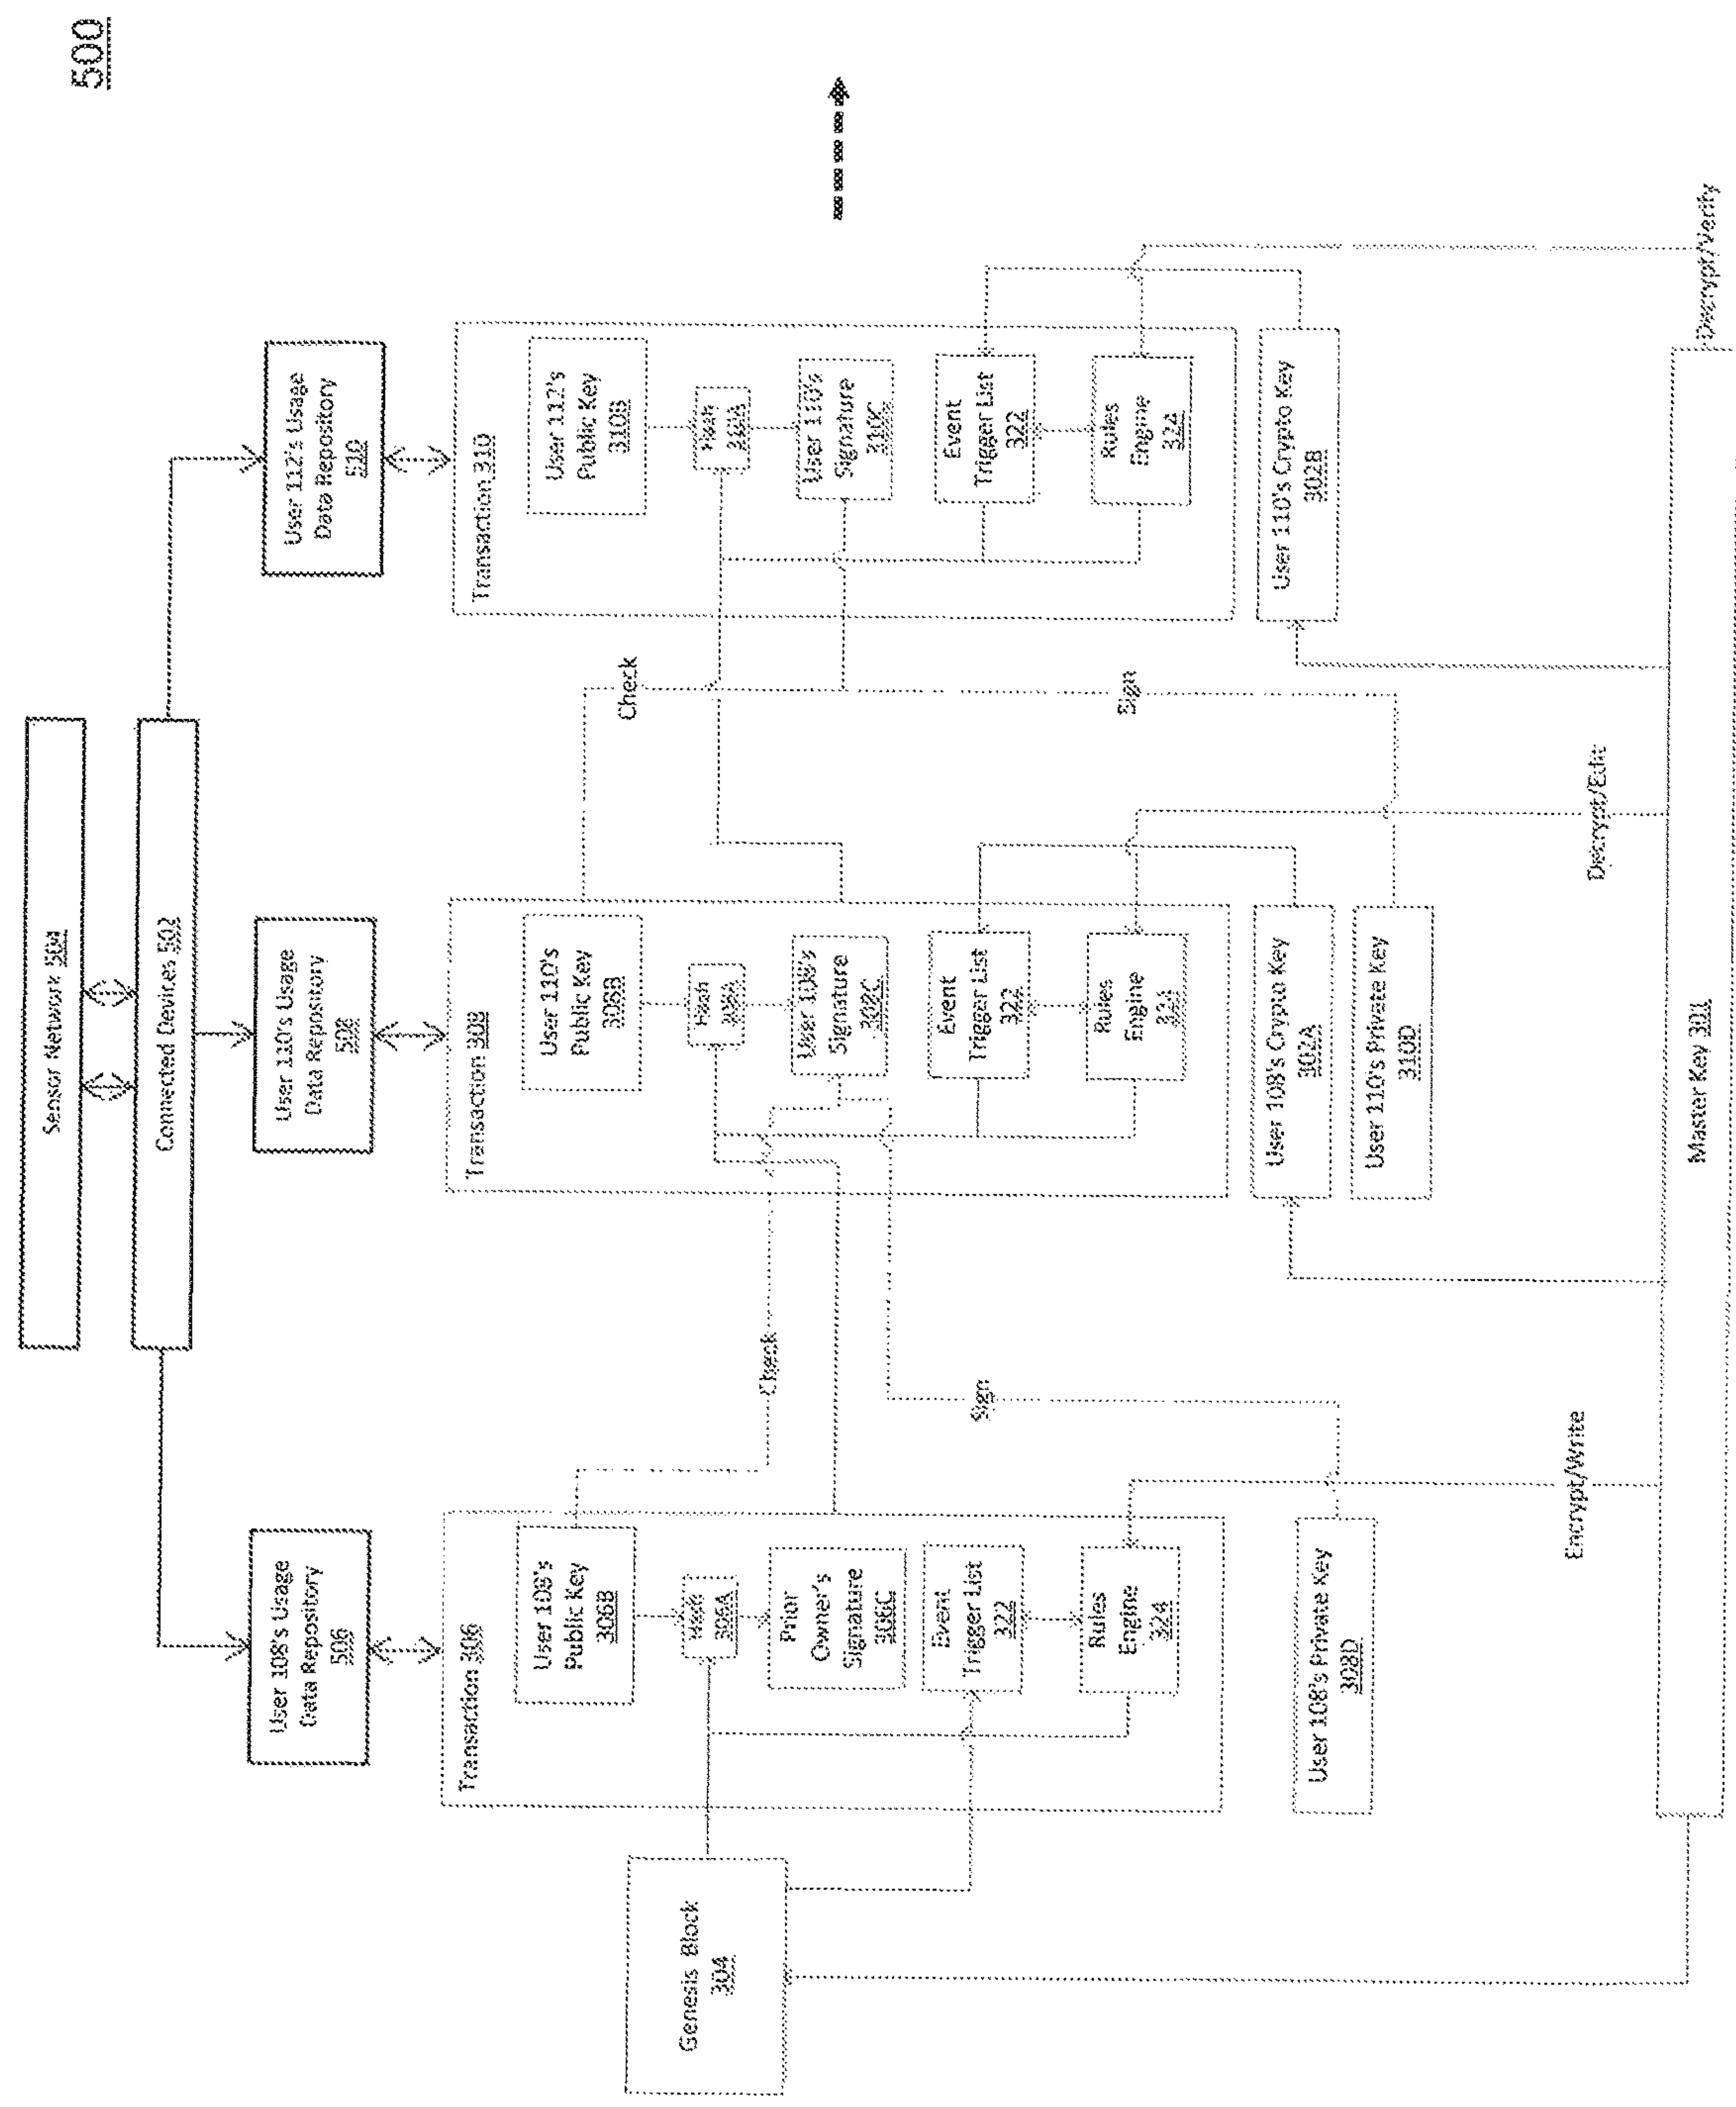 500
Sensor Network 504
Connected Devices 502
User 108's Usage
Data Repository
506
User 110's Usage
Data Repository
508
User 112's Usage
Data Repository
510
Transaction 306
User 108's
Public Key
306B
Hash
306A
Prior
Owner's
Signature
306C
Event
Trigger List
322
Rules
Engine
324
Transaction 308
User 110's
Public Key
308B
Hash
308A
User 108's
Signature
308C
Event
Trigger List
322
Rules
Engine
324
Transaction 310
User 112's
Public Key
310B
Hash
310A
User 110's
Signature
310C
Event
Trigger List
322
Rules
Engine
324
Check
Sign
Check
Sign
Genesis Block
304
User 108's Private Key
308D
User 108's Crypto Key
302A
User 110's Private Key
310D
User 110's Crypto Key
302B
Encrypt/Write
Decrypt/Edit
Decrypt/Verify
Master Key 301